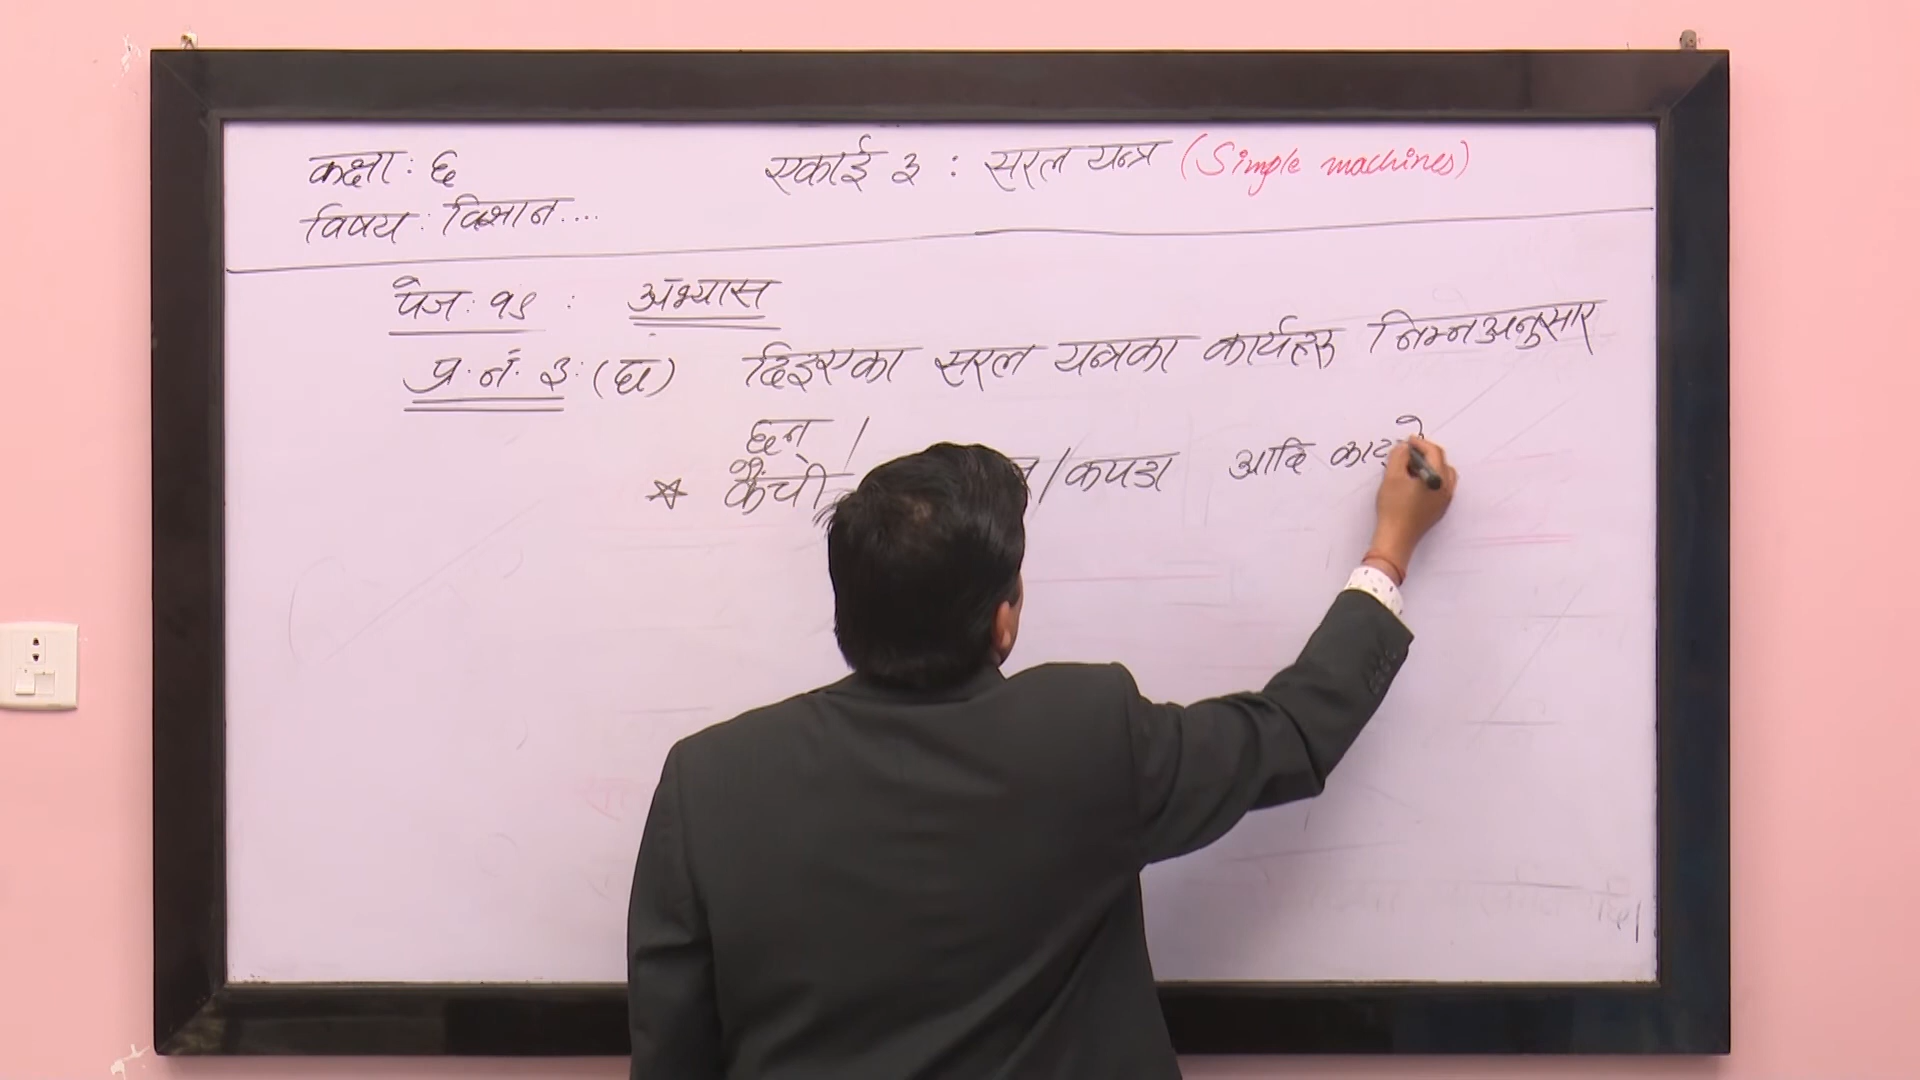 कक्षा: ६
एकाई ३ : सरल यन्त्र (Simple machines)
विषय: विज्ञान....
पेज: १९ : अभ्यास
प्र. नं. ३: (घ) दिइएका सरल यन्त्रका कार्यहरू निम्नअनुसार
छन् /
कैंची / कपडा आदि काट्ने